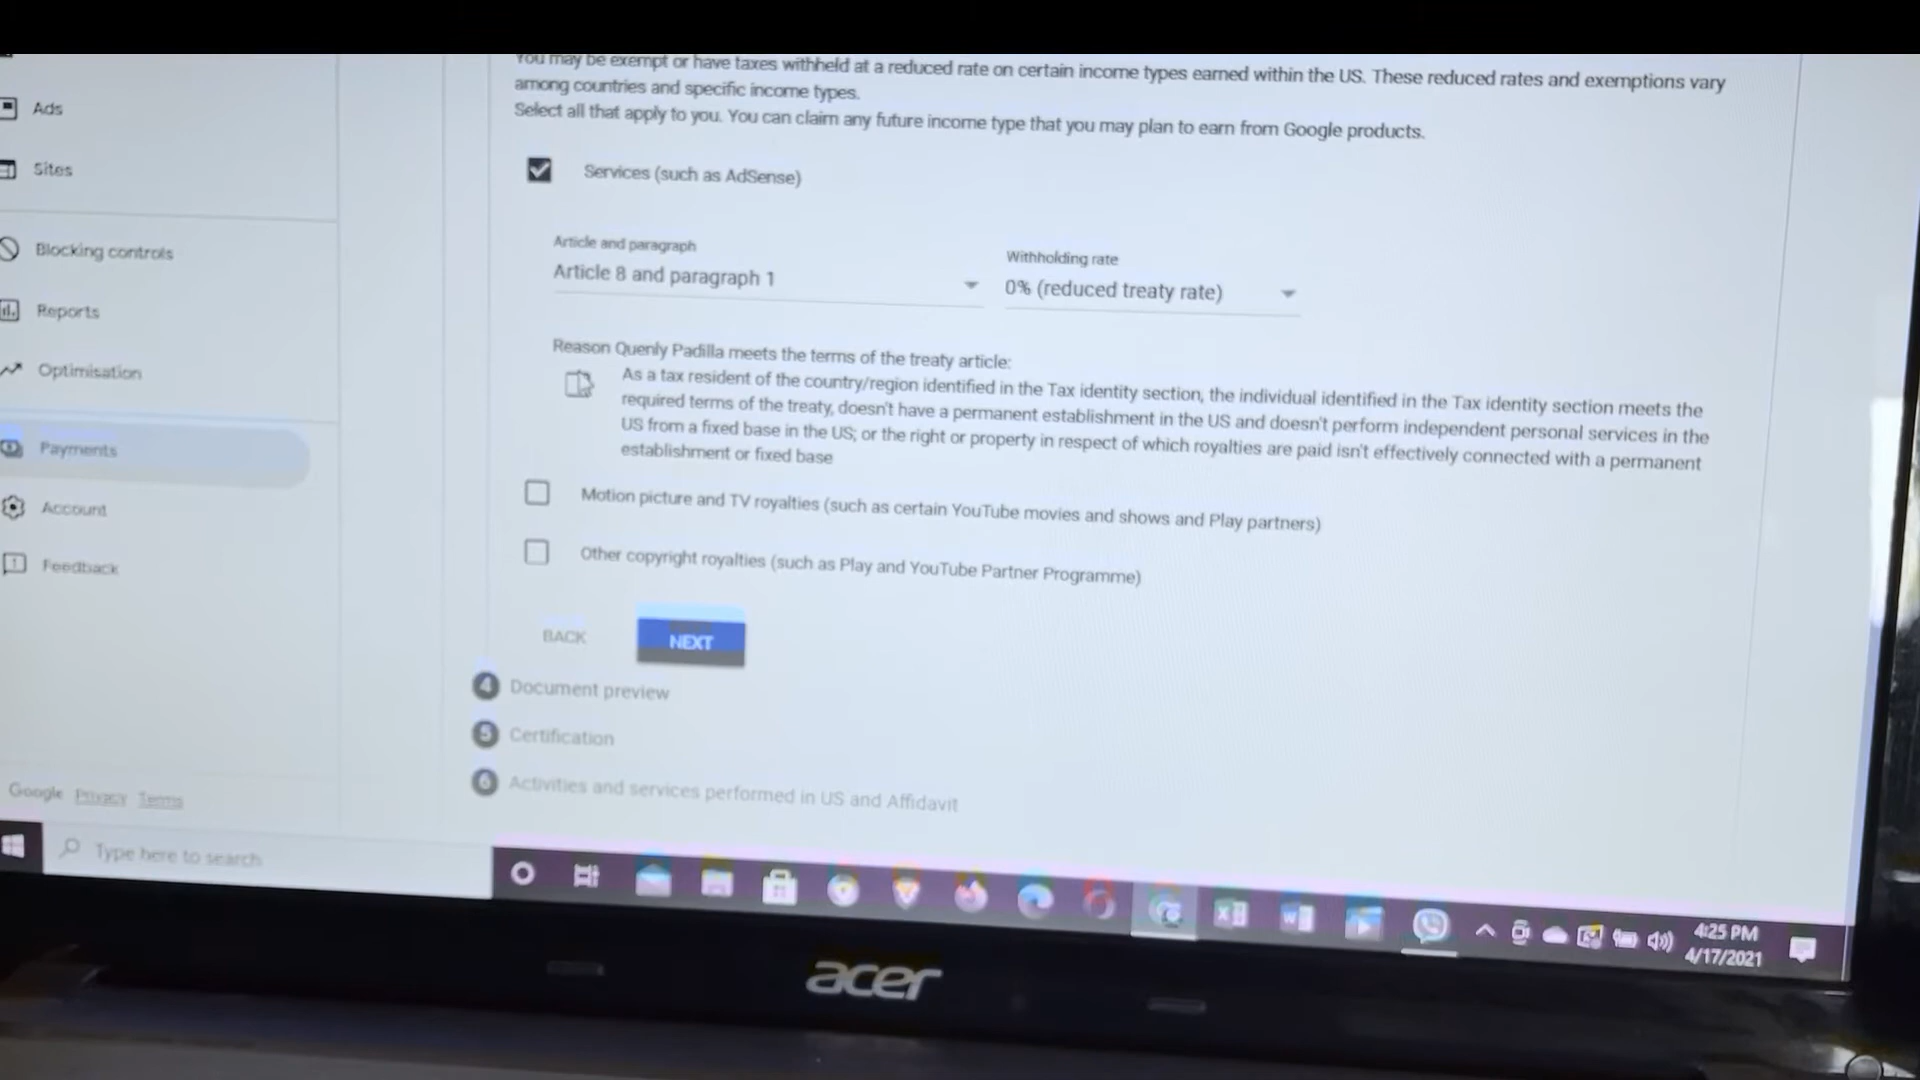 You may be exempt or have taxes withheld at a reduced rate on certain income types earned within the US. These reduced rates and exemptions vary
among countries and specific income types.
Select all that apply to you. You can claim any future income type that you may plan to earn from Google products.
Ads
Sites
Blocking controls
Reports
Optimisation
Payments
Account
Feedback
Google Privacy Terms
Services (such as AdSense)
Article and paragraph
Article 8 and paragraph 1
Withholding rate
0% (reduced treaty rate)
Reason Quenly Padilla meets the terms of the treaty article:
As a tax resident of the country/region identified in the Tax identity section, the individual identified in the Tax identity section meets the
required terms of the treaty, doesn't have a permanent establishment in the US and doesn't perform independent personal services in the
US from a fixed base in the US; or the right or property in respect of which royalties are paid isn't effectively connected with a permanent
establishment or fixed base
Motion picture and TV royalties (such as certain YouTube movies and shows and Play partners)
Other copyright royalties (such as Play and YouTube Partner Programme)
BACK
NEXT
4 Document preview
5 Certification
6 Activities and services performed in US and Affidavit
Type here to search
4:25 PM
4/17/2021
acer